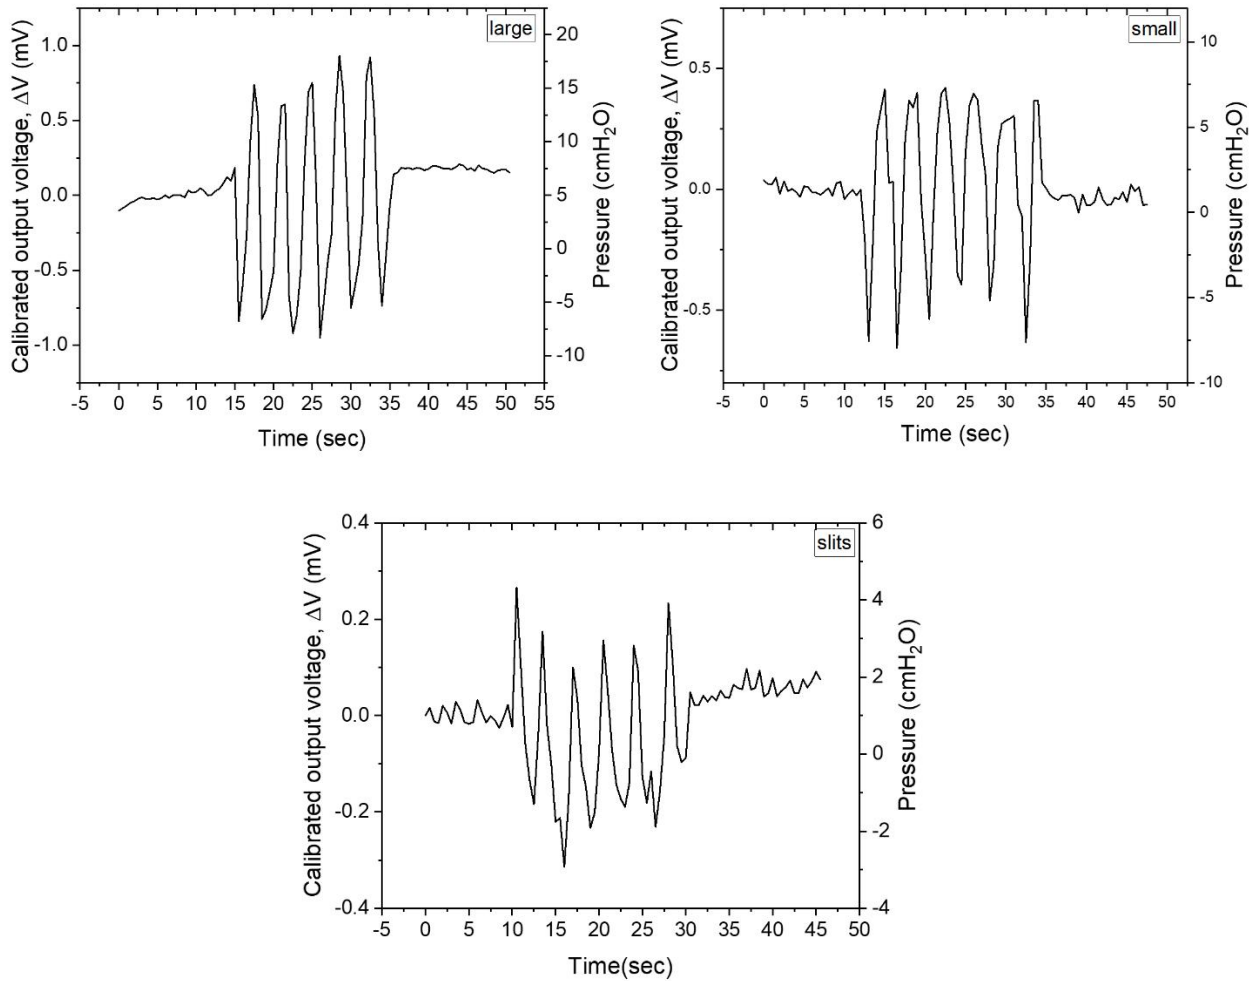 large
Calibrated output voltage, ΔV (mV)
1.0
0.5
0.0
-0.5
-1.0
20
15
10
5
0
-5
-10
Pressure (cmH₂O)
-5 0 5 10 15 20 25 30 35 40 45 50 55
Time (sec)
small
Calibrated output voltage, ΔV (mV)
0.5
0.0
-0.5
10
5
0
-5
-10
Pressure (cmH₂O)
-5 0 5 10 15 20 25 30 35 40 45 50
Time (sec)
slits
Calibrated output voltage, ΔV (mV)
0.4
0.2
0.0
-0.2
-0.4
6
4
2
0
-2
-4
Pressure (cmH₂O)
-5 0 5 10 15 20 25 30 35 40 45 50
Time(sec)